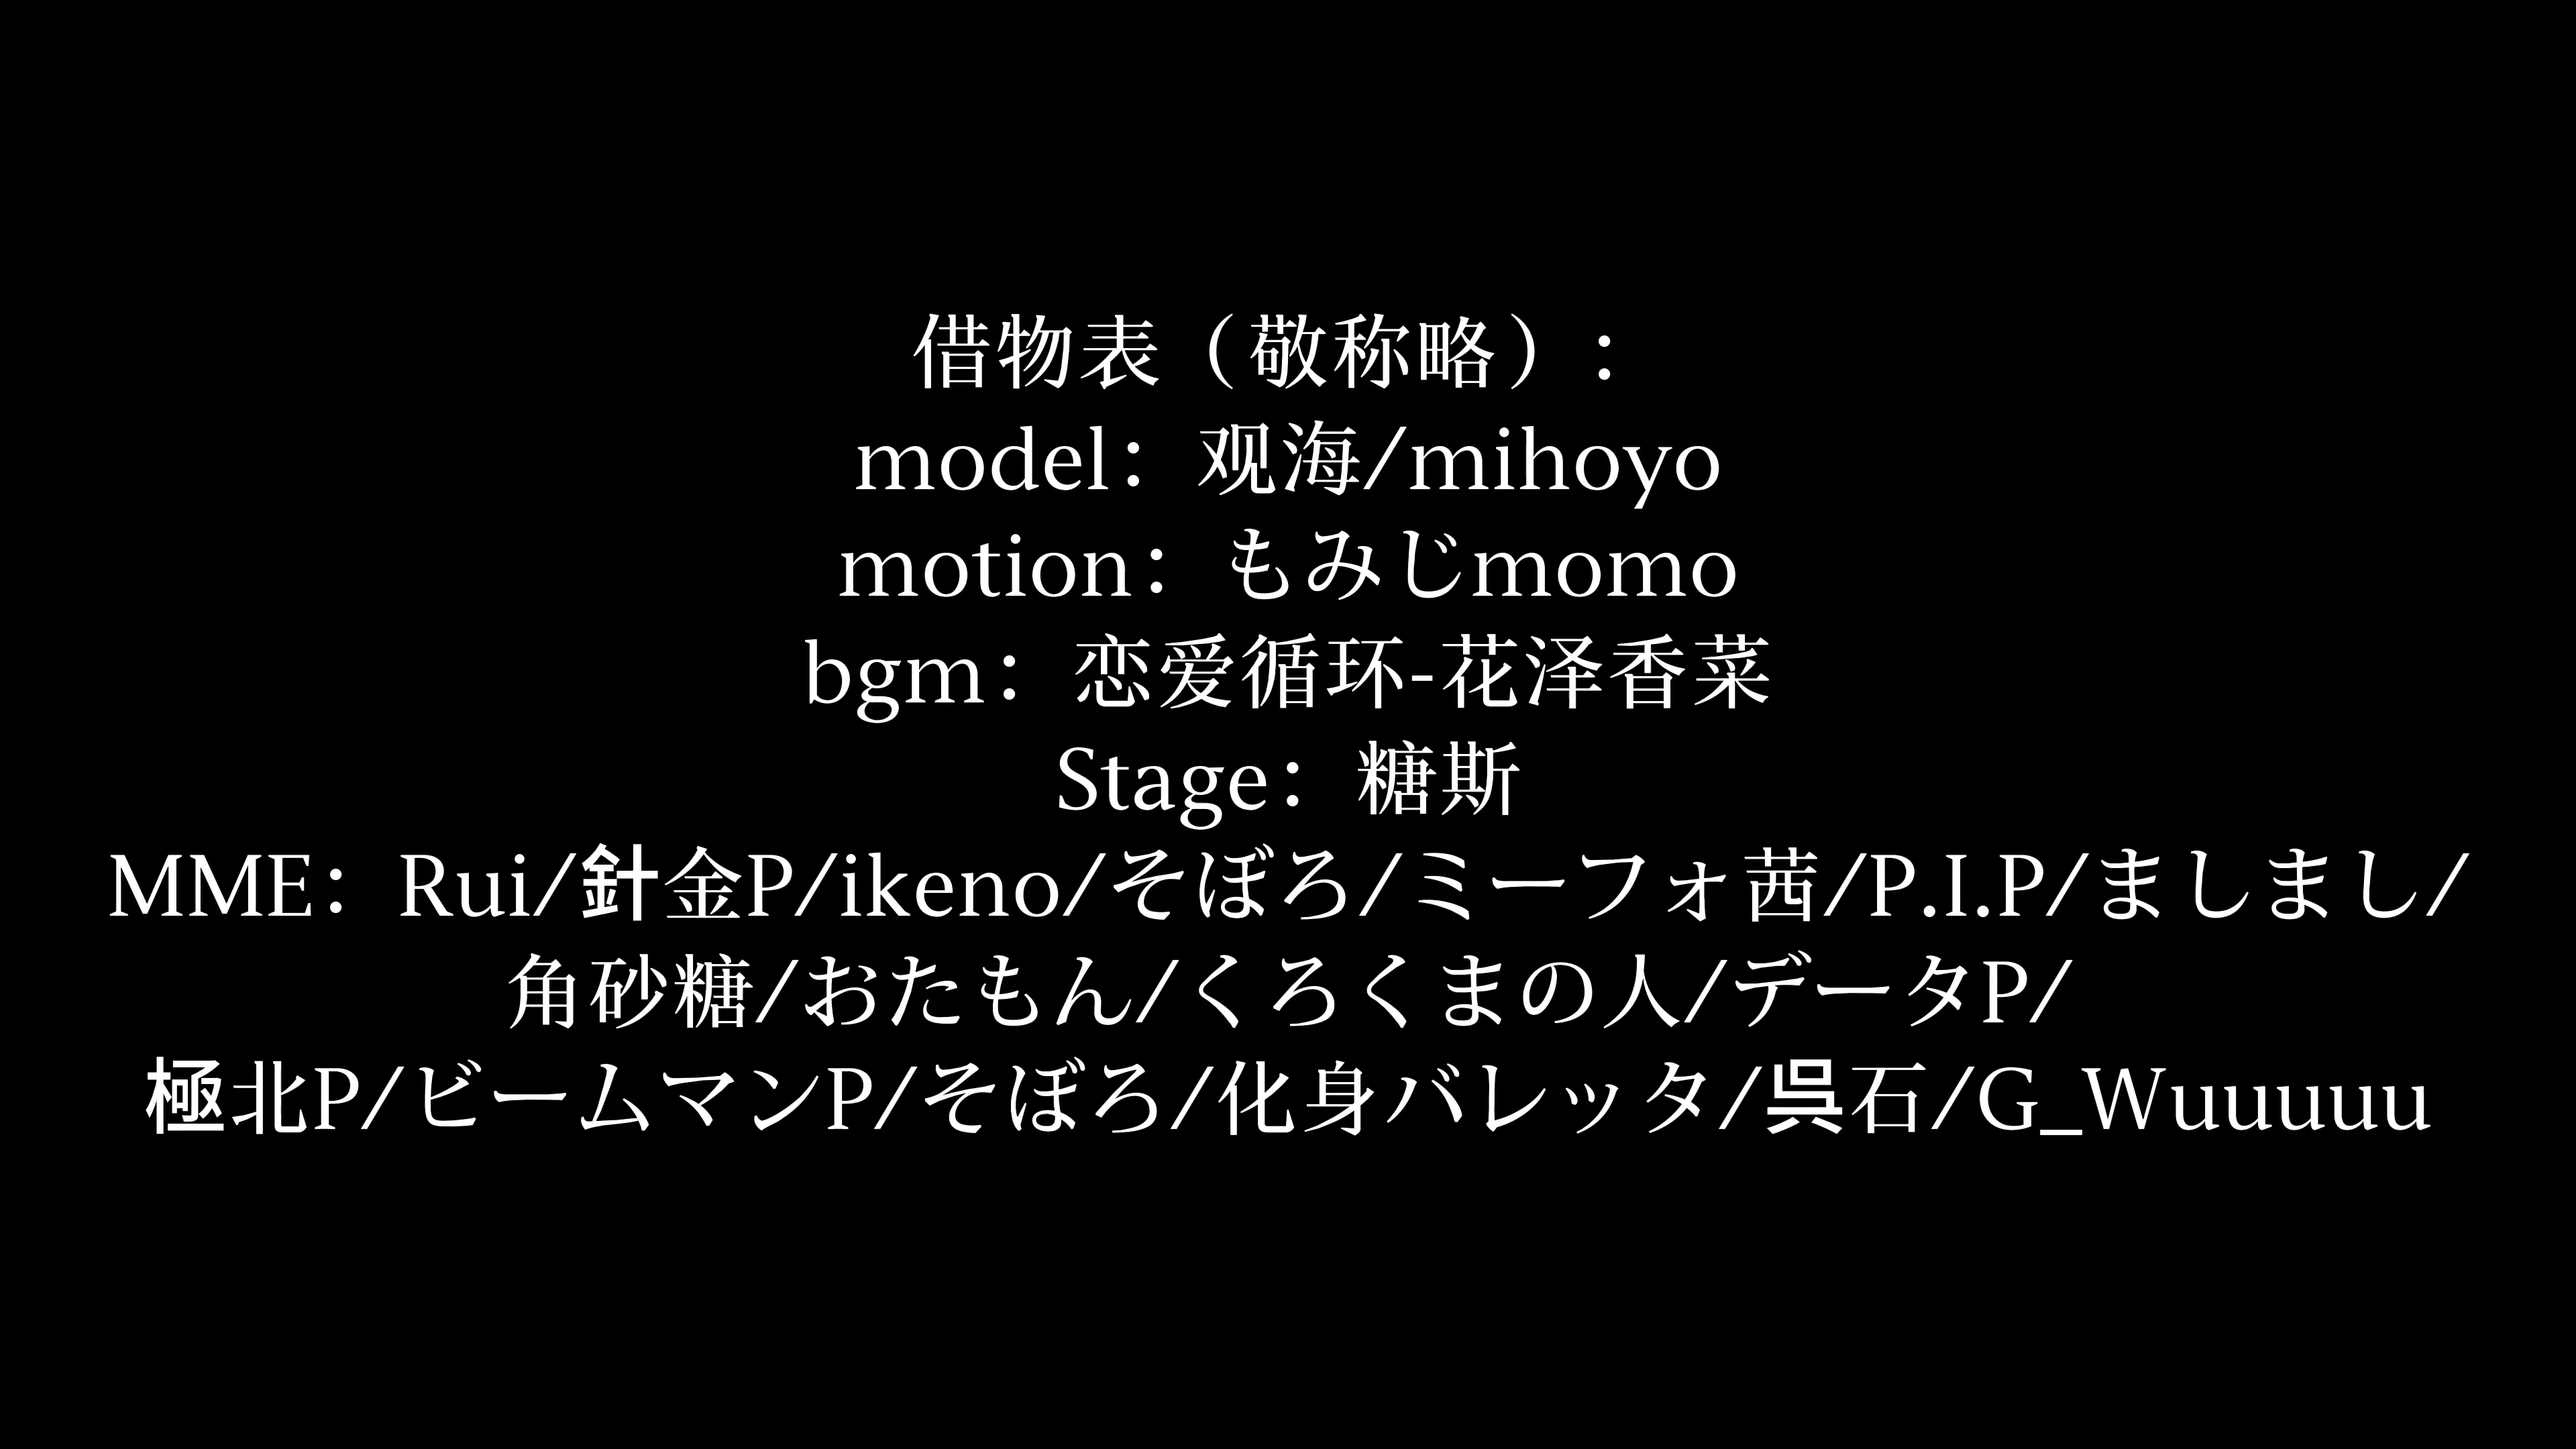 借物表（敬称略）：
model：观海/mihoyo
motion：もみじmomo
bgm：恋爱循环-花泽香菜
Stage：糖斯
MME：Rui/針金P/ikeno/そぼろ/ミーフォ茜/P.I.P/ましまし/
角砂糖/おたもん/くろくまの人/データP/
極北P/ビームマンP/そぼろ/化身バレッタ/呉石/G_Wuuuuu